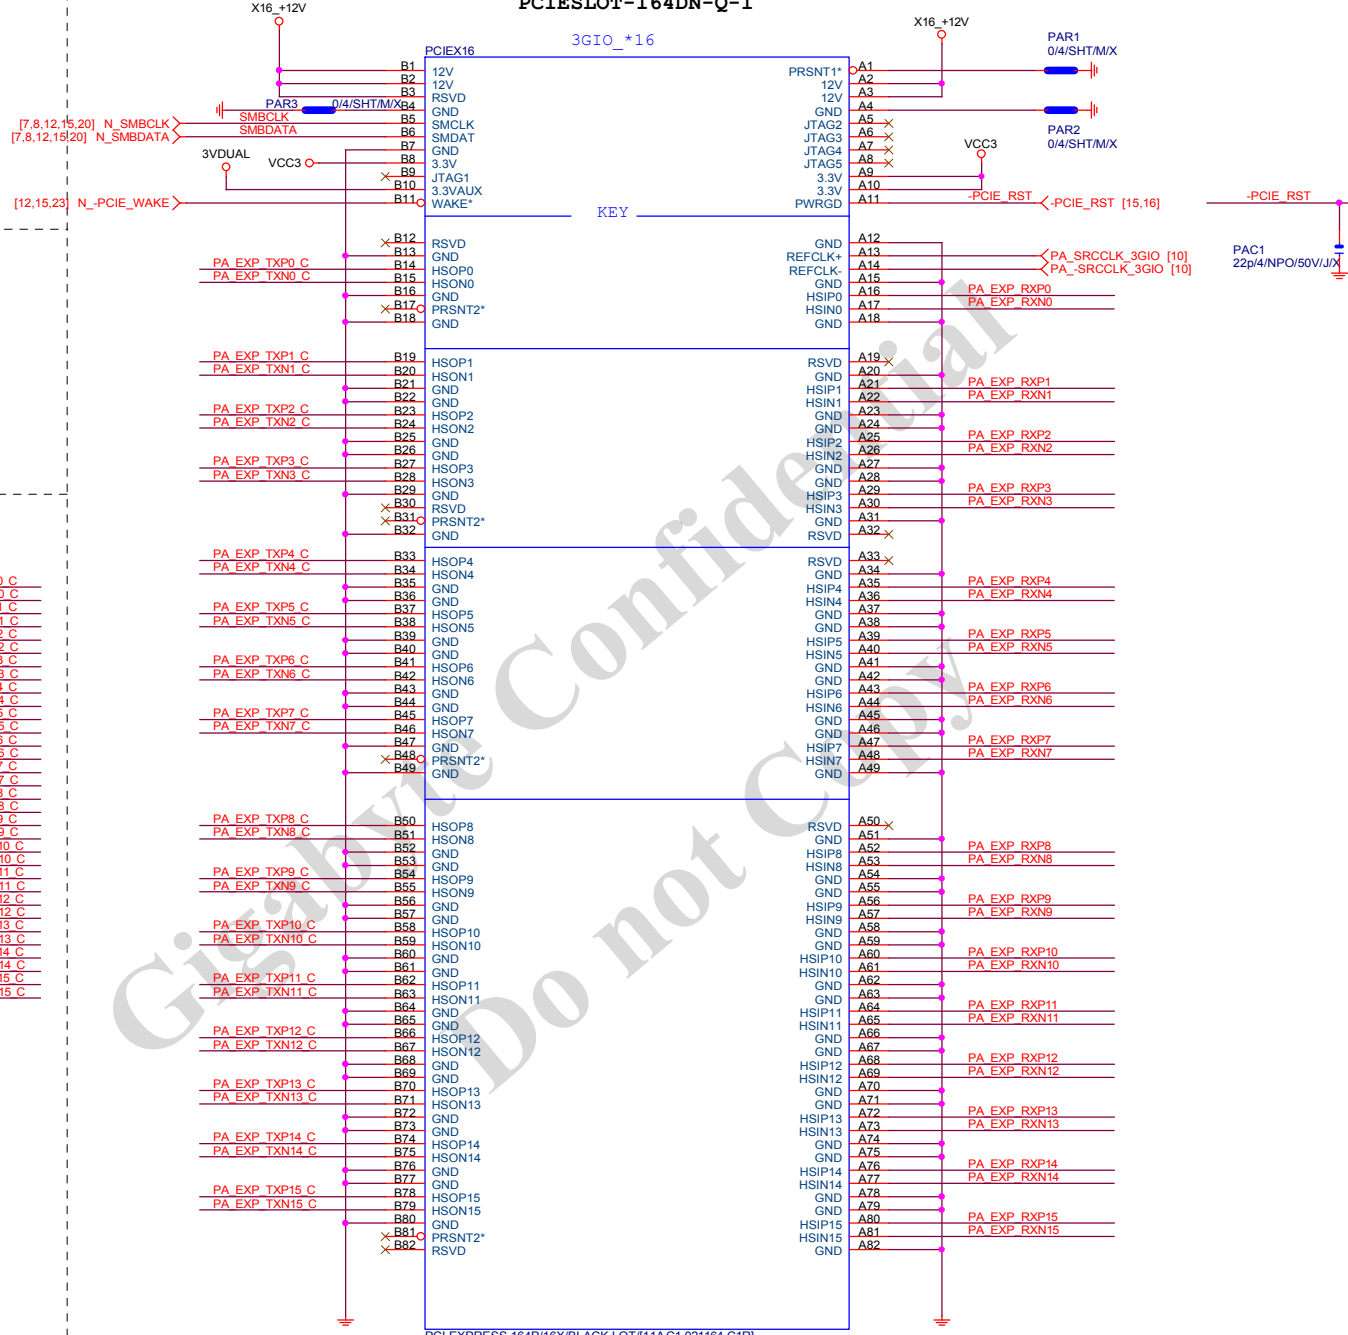 PCIESLOT-164DN-Q-1
X16_+12V
3GIO_*16
X16_+12V
PAR1
0/4/SHT/M/X
PCIEX16
B1 12V PRSNT1* A1
B2 12V 12V A2
B3 RSVD 12V A3
PAR3 0/4/SHT/M/X B4 GND GND A4
[7,8,12,15,20] N_SMBCLK SMBCLK B5 SMCLK JTAG2 A5
[7,8,12,15,20] N_SMBDATA SMBDATA B6 SMDAT JTAG3 A6
PAR2
0/4/SHT/M/X
B7 GND JTAG4 A7
3VDUAL VCC3 B8 3.3V JTAG5 A8 VCC3
B9 JTAG1 3.3V A9
B10 3.3VAUX 3.3V A10
[12,15,23] N_-PCIE_WAKE B11 WAKE* PWRGD A11 -PCIE_RST -PCIE_RST [15,16] -PCIE_RST
KEY
B12 RSVD GND A12
B13 GND REFCLK+ A13 PA_SRCCLK_3GIO [10]
PA_EXP_TXP0_C B14 HSOP0 REFCLK- A14 PA_-SRCCLK_3GIO [10]
PAC1
22p/4/NPO/50V/J/X
PA_EXP_TXN0_C B15 HSON0 GND A15
B16 GND HSIP0 A16 PA_EXP_RXP0
B17 PRSNT2* HSIN0 A17 PA_EXP_RXN0
B18 GND GND A18
PA_EXP_TXP1_C B19 HSOP1 RSVD A19
PA_EXP_TXN1_C B20 HSON1 GND A20
B21 GND HSIP1 A21 PA_EXP_RXP1
B22 GND HSIN1 A22 PA_EXP_RXN1
PA_EXP_TXP2_C B23 HSOP2 GND A23
PA_EXP_TXN2_C B24 HSON2 GND A24
B25 GND HSIP2 A25 PA_EXP_RXP2
B26 GND HSIN2 A26 PA_EXP_RXN2
PA_EXP_TXP3_C B27 HSOP3 GND A27
PA_EXP_TXN3_C B28 HSON3 GND A28
B29 GND HSIP3 A29 PA_EXP_RXP3
B30 RSVD HSIN3 A30 PA_EXP_RXN3
B31 PRSNT2* GND A31
B32 GND RSVD A32
PA_EXP_TXP4_C B33 HSOP4 RSVD A33
PA_EXP_TXN4_C B34 HSON4 GND A34
B35 GND HSIP4 A35 PA_EXP_RXP4
B36 GND HSIN4 A36 PA_EXP_RXN4
PA_EXP_TXP5_C B37 HSOP5 GND A37
PA_EXP_TXN5_C B38 HSON5 GND A38
B39 GND HSIP5 A39 PA_EXP_RXP5
B40 GND HSIN5 A40 PA_EXP_RXN5
PA_EXP_TXP6_C B41 HSOP6 GND A41
PA_EXP_TXN6_C B42 HSON6 GND A42
B43 GND HSIP6 A43 PA_EXP_RXP6
B44 GND HSIN6 A44 PA_EXP_RXN6
PA_EXP_TXP7_C B45 HSOP7 GND A45
PA_EXP_TXN7_C B46 HSON7 GND A46
B47 GND HSIP7 A47 PA_EXP_RXP7
B48 PRSNT2* HSIN7 A48 PA_EXP_RXN7
B49 GND GND A49
PA_EXP_TXP8_C B50 HSOP8 RSVD A50
PA_EXP_TXN8_C B51 HSON8 GND A51
B52 GND HSIP8 A52 PA_EXP_RXP8
B53 GND HSIN8 A53 PA_EXP_RXN8
PA_EXP_TXP9_C B54 HSOP9 GND A54
PA_EXP_TXN9_C B55 HSON9 GND A55
B56 GND HSIP9 A56 PA_EXP_RXP9
B57 GND HSIN9 A57 PA_EXP_RXN9
PA_EXP_TXP10_C B58 HSOP10 GND A58
PA_EXP_TXN10_C B59 HSON10 GND A59
B60 GND HSIP10 A60 PA_EXP_RXP10
B61 GND HSIN10 A61 PA_EXP_RXN10
PA_EXP_TXP11_C B62 HSOP11 GND A62
PA_EXP_TXN11_C B63 HSON11 GND A63
B64 GND HSIP11 A64 PA_EXP_RXP11
B65 GND HSIN11 A65 PA_EXP_RXN11
PA_EXP_TXP12_C B66 HSOP12 GND A66
PA_EXP_TXN12_C B67 HSON12 GND A67
B68 GND HSIP12 A68 PA_EXP_RXP12
B69 GND HSIN12 A69 PA_EXP_RXN12
PA_EXP_TXP13_C B70 HSOP13 GND A70
PA_EXP_TXN13_C B71 HSON13 GND A71
B72 GND HSIP13 A72 PA_EXP_RXP13
B73 GND HSIN13 A73 PA_EXP_RXN13
PA_EXP_TXP14_C B74 HSOP14 GND A74
PA_EXP_TXN14_C B75 HSON14 GND A75
B76 GND HSIP14 A76 PA_EXP_RXP14
B77 GND HSIN14 A77 PA_EXP_RXN14
PA_EXP_TXP15_C B78 HSOP15 GND A78
PA_EXP_TXN15_C B79 HSON15 GND A79
B80 GND HSIP15 A80 PA_EXP_RXP15
B81 PRSNT2* HSIN15 A81 PA_EXP_RXN15
B82 RSVD GND A82
Gigabyte Confidential
Do not Copy